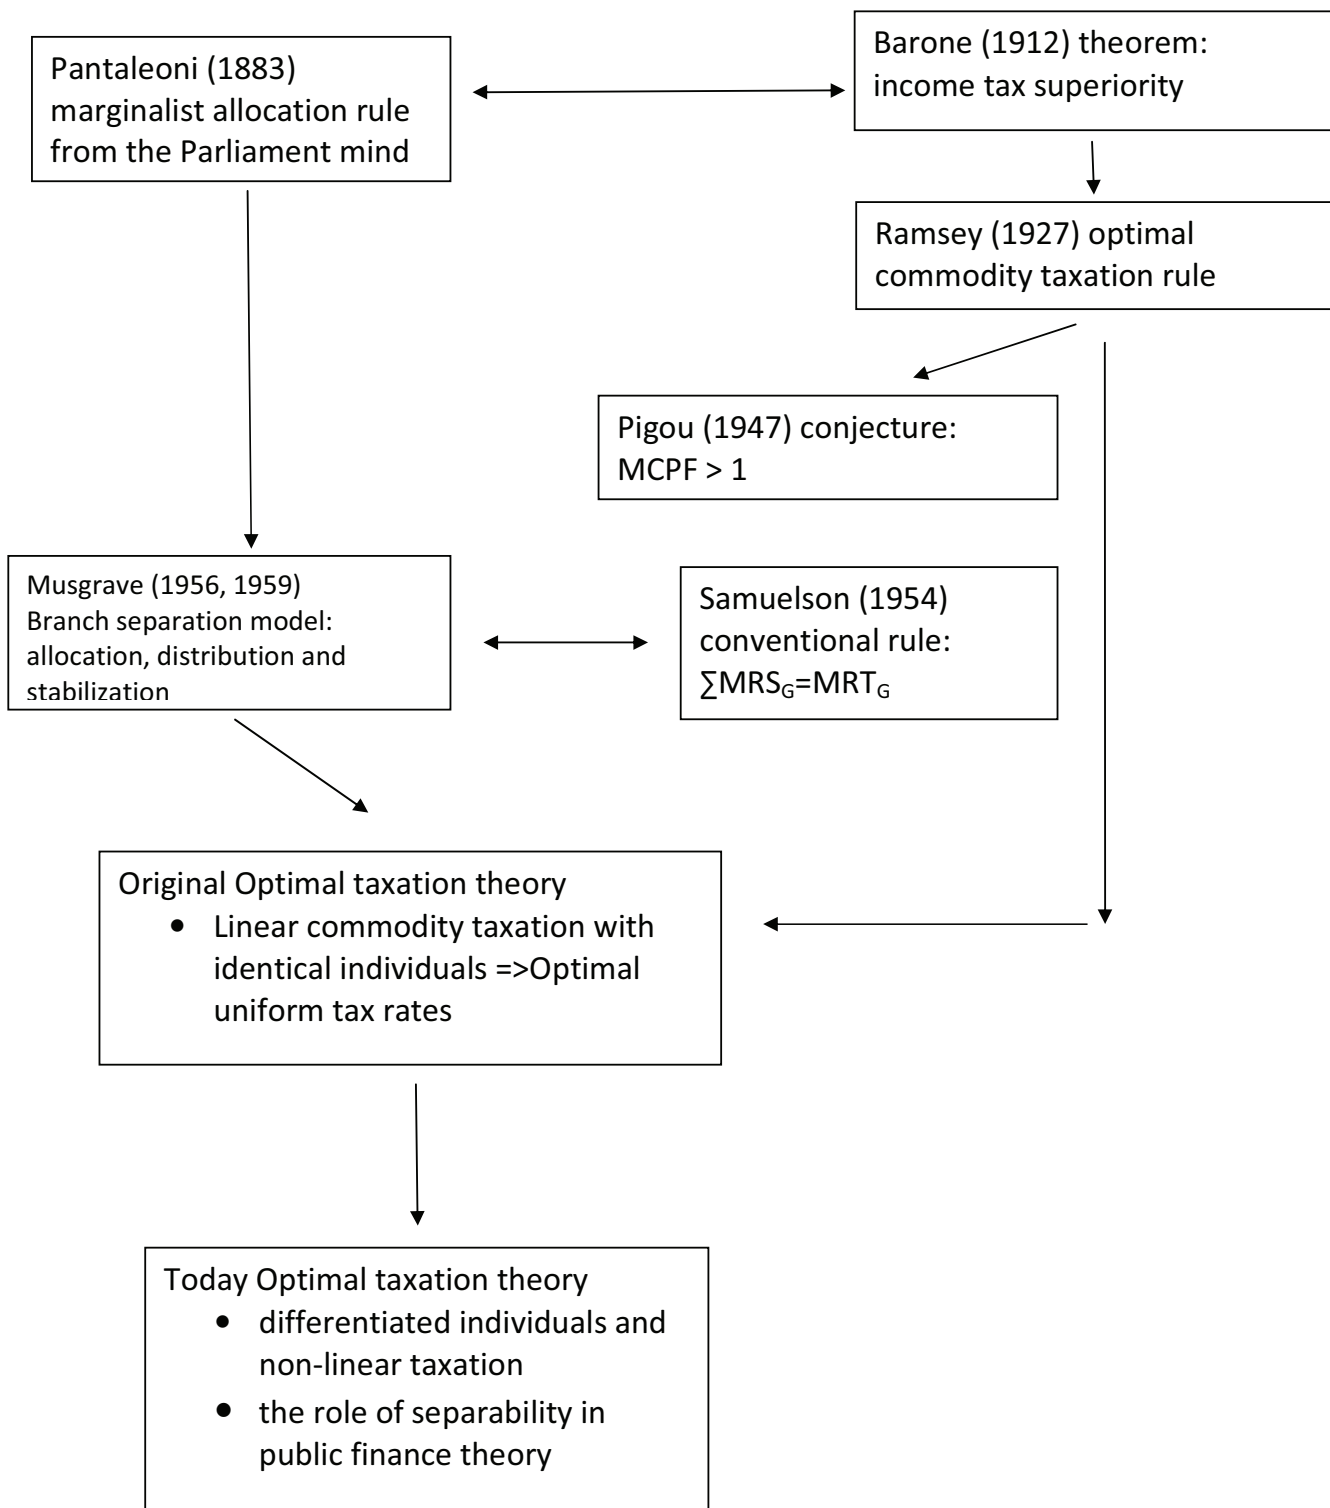 Pantaleoni (1883)
marginalist allocation rule
from the Parliament mind
Barone (1912) theorem:
income tax superiority
Ramsey (1927) optimal
commodity taxation rule
Pigou (1947) conjecture:
MCPF > 1
Musgrave (1956, 1959)
Branch separation model:
allocation, distribution and
stabilization
Samuelson (1954)
conventional rule:
∑MRS_G=MRT_G
Original Optimal taxation theory
• Linear commodity taxation with
identical individuals =>Optimal
uniform tax rates
Today Optimal taxation theory
• differentiated individuals and
non-linear taxation
• the role of separability in
public finance theory